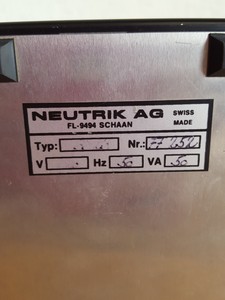 NEUTRIK AG SWISS MADE
FL-9494 SCHAAN
Typ: Nr.:
V Hz 50 VA 50